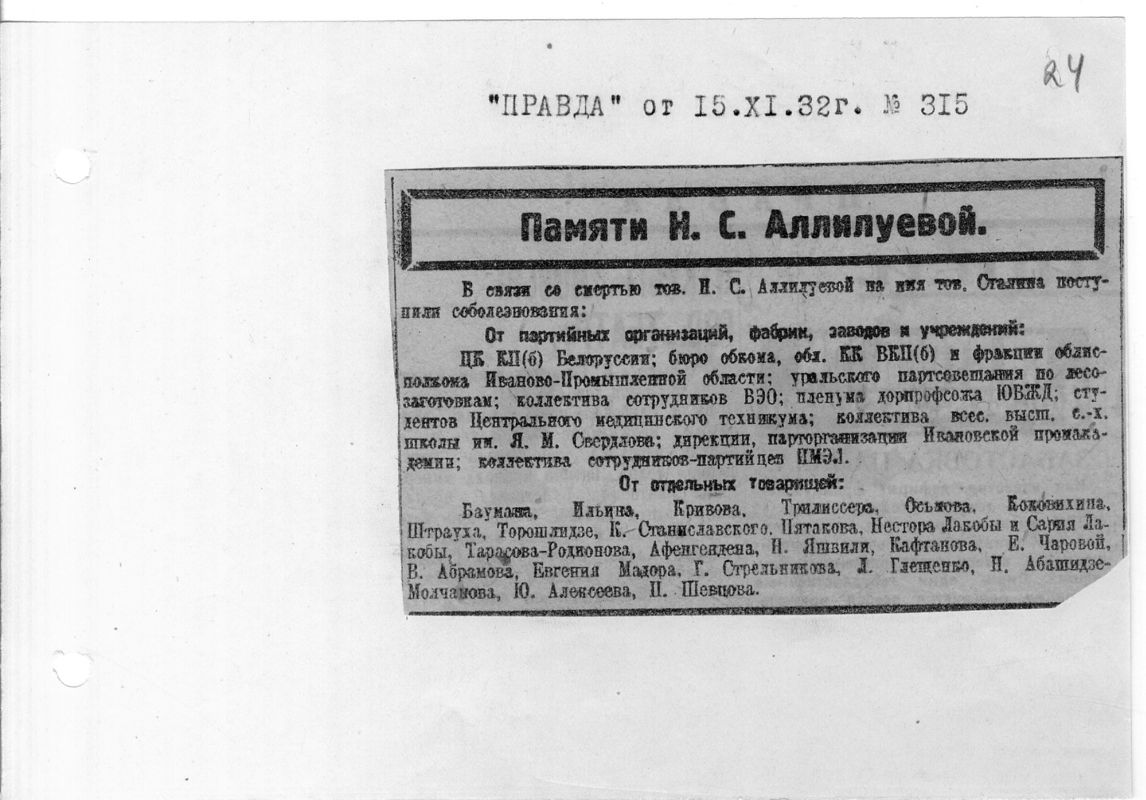 24
"ПРАВДА" от 15.XI.32г. № 315
Памяти Н. С. Аллилуевой.
В связи со смертью тов. Н. С. Аллилуевой на имя тов. Сталина посту-
пили соболезнования:
От партийных организаций, фабрик, заводов и учреждений:
ЦК КП(б) Белоруссии; бюро обкома, обл. КК ВКП(б) и фракции облис-
полкома Иваново-Промышленной области; уральского партсовещания по лесо-
заготовкам; коллектива сотрудников ВЭО; пленума дорпрофсожа ЮВЖД; сту-
дентов Центрального медицинского техникума; коллектива всес. высш. с.-х.
школы им. Я. М. Свердлова; дирекции, парторганизации Ивановской промака-
демии; коллектива сотрудников-партийцев ИМЭЛ.
От отдельных товарищей:
Баумана, Ильина, Кривова, Трилиссера, Осьмова, Коковихина,
Штрауха, Торошлидзе, К. Станиславского, Пятакова, Нестора Лакобы и Сария Ла-
кобы, Тарасова-Родионова, Афенгендена, Н. Яшвили, Кафтанова, Е. Чаровой,
В. Абрамова, Евгения Мадора, Г. Стрельникова, Л. Глещенко, Н. Абашидзе-
Молчанова, Ю. Алексеева, П. Шевцова.